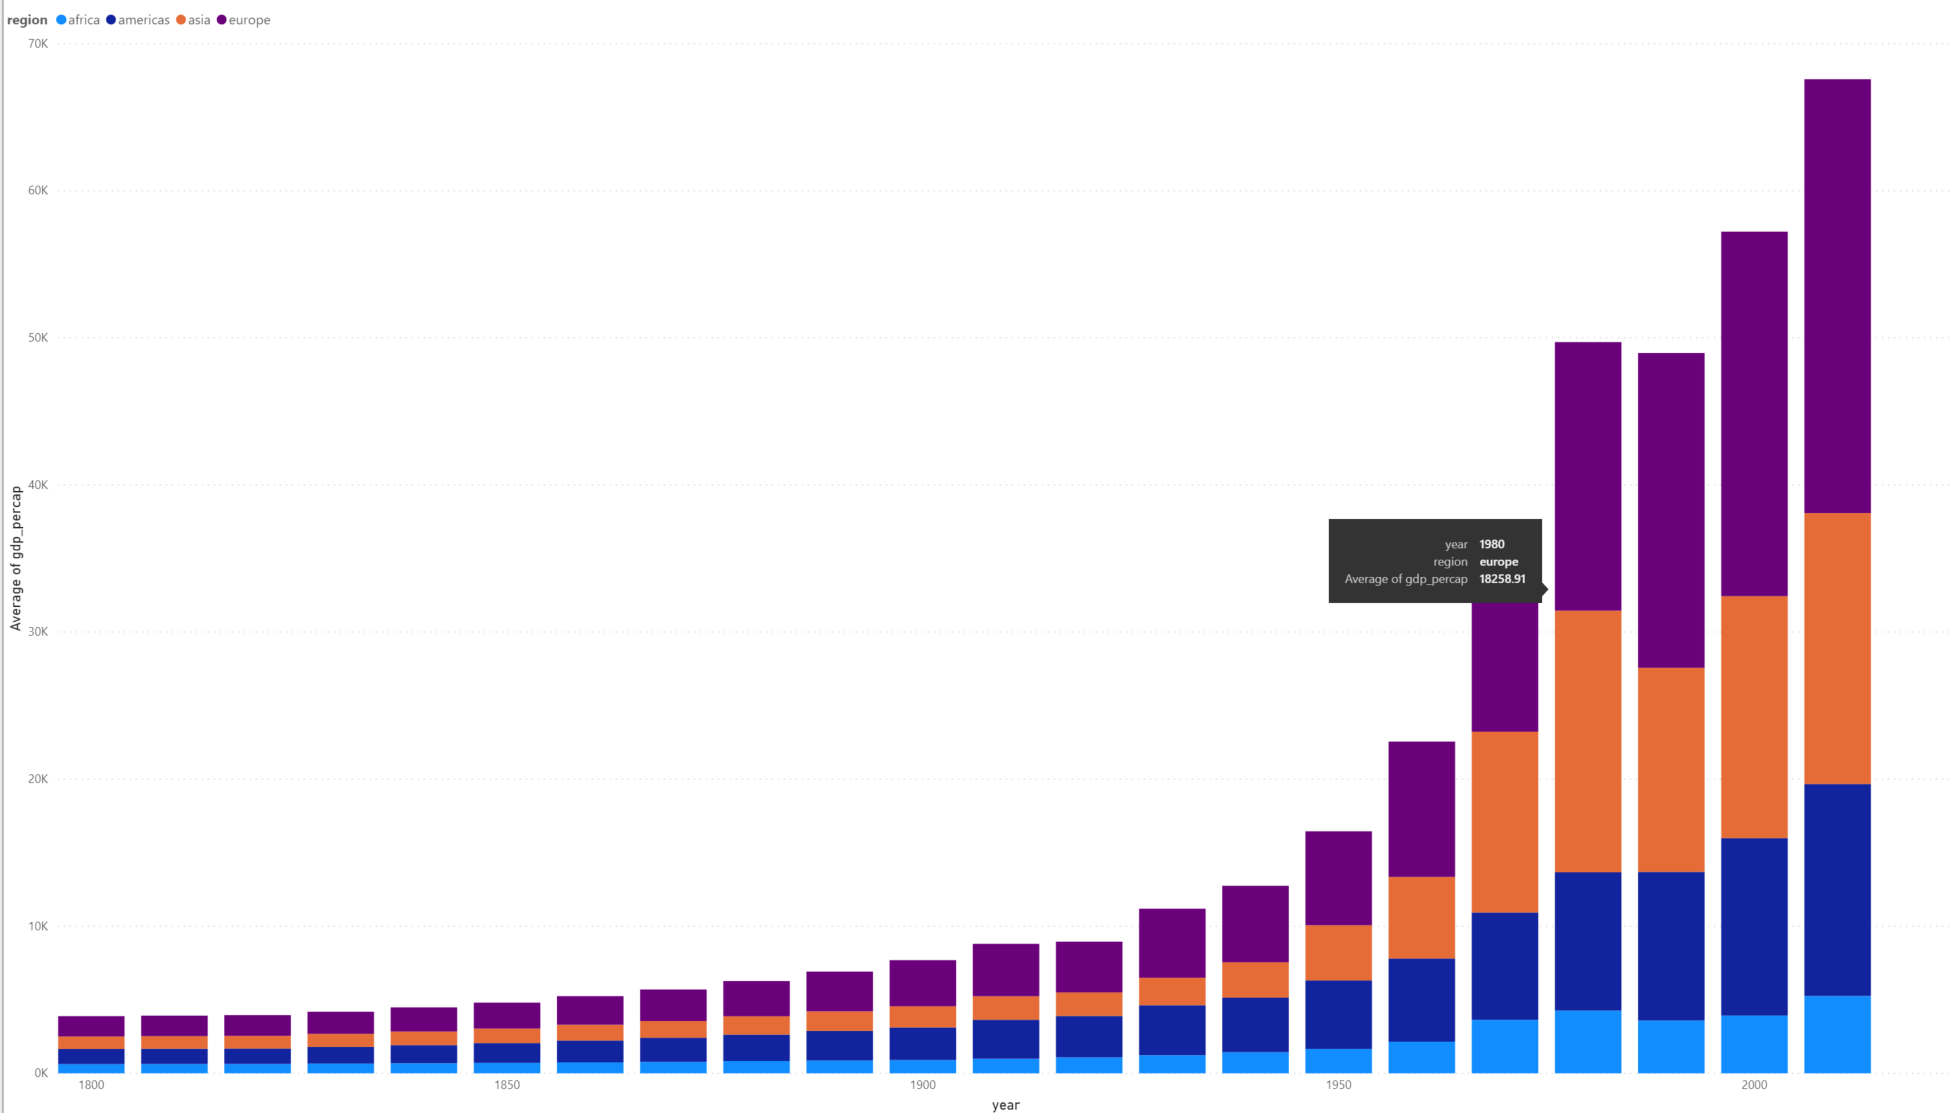 region africa americas asia europe
70K
60K
50K
40K
30K
20K
10K
0K
Average of gdp_percap
year 1980
region europe
Average of gdp_percap 18258.91
1800 1850 1900 1950 2000
year